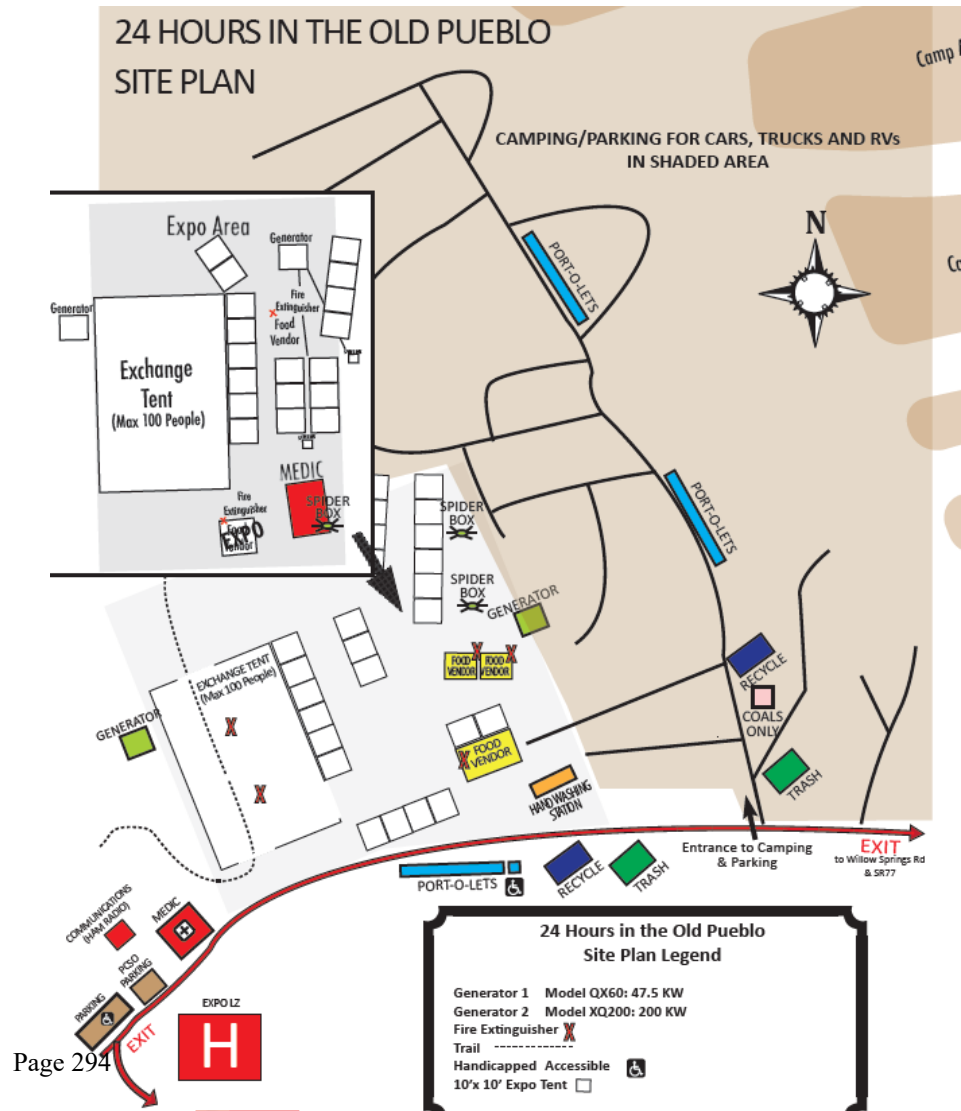 24 HOURS IN THE OLD PUEBLO
SITE PLAN
Camp
CAMPING/PARKING FOR CARS, TRUCKS AND RVs
IN SHADED AREA
N
PORT-O-LETS
Expo Area
Generator
Generator
Fire
Extinguisher
Food
Vendor
Exchange
Tent
(Max 100 People)
MEDIC
SPIDER
BOX
Fire
Extinguisher
Food
Vendor
EXPO
SPIDER
BOX
SPIDER
BOX
GENERATOR
PORT-O-LETS
FOOD
VENDOR
FOOD
VENDOR
EXCHANGE TENT
(Max 100 People)
GENERATOR
FOOD
VENDOR
HAND WASHING
STATION
RECYCLE
COALS
ONLY
TRASH
Entrance to Camping
& Parking
EXIT
to Willow Springs Rd
& SR77
PORT-O-LETS
RECYCLE
TRASH
COMMUNICATIONS
(HAM RADIO)
MEDIC
PCSO
PARKING
PARKING
EXIT
EXPO LZ
H
Page 294
24 Hours in the Old Pueblo
Site Plan Legend
Generator 1 Model QX60: 47.5 KW
Generator 2 Model XQ200: 200 KW
Fire Extinguisher X
Trail
Handicapped Accessible
10'x 10' Expo Tent